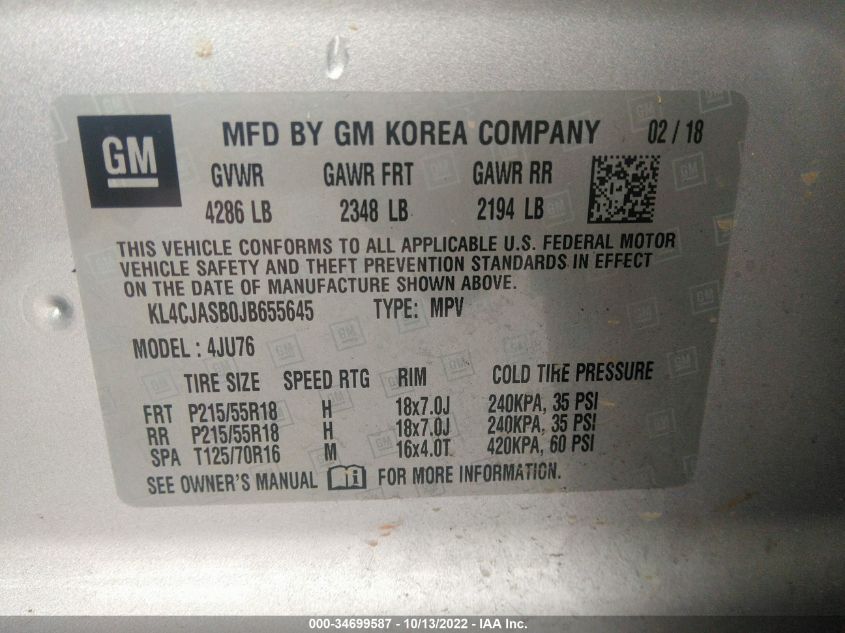 GM MFD BY GM KOREA COMPANY 02 / 18
GVWR GAWR FRT GAWR RR
4286 LB 2348 LB 2194 LB
THIS VEHICLE CONFORMS TO ALL APPLICABLE U.S. FEDERAL MOTOR
VEHICLE SAFETY AND THEFT PREVENTION STANDARDS IN EFFECT
ON THE DATE OF MANUFACTURE SHOWN ABOVE.
KL4CJASB0JB655645 TYPE: MPV
MODEL : 4JU76
TIRE SIZE SPEED RTG RIM COLD TIRE PRESSURE
FRT P215/55R18 H 18x7.0J 240KPA, 35 PSI
RR P215/55R18 H 18x7.0J 240KPA, 35 PSI
SPA T125/70R16 M 16x4.0T 420KPA, 60 PSI
SEE OWNER'S MANUAL FOR MORE INFORMATION.
000-34699587 - 10/13/2022 - IAA Inc.